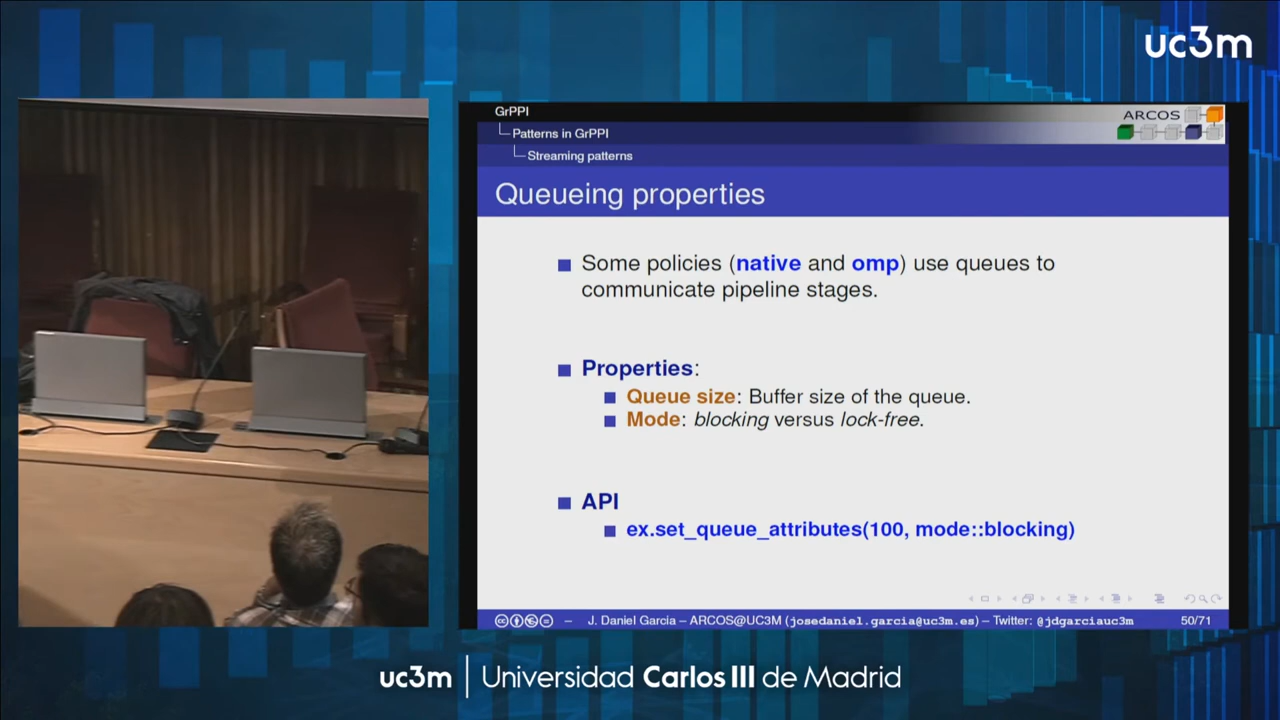 uc3m
GrPPI
Patterns in GrPPI
Streaming patterns
ARCOS
Queueing properties
Some policies (native and omp) use queues to
communicate pipeline stages.
Properties:
Queue size: Buffer size of the queue.
Mode: blocking versus lock-free.
API
ex.set_queue_attributes(100, mode::blocking)
cc – J. Daniel Garcia – ARCOS@UC3M (josedaniel.garcia@uc3m.es) – Twitter: @jdgarciauc3m 50/71
uc3m | Universidad Carlos III de Madrid